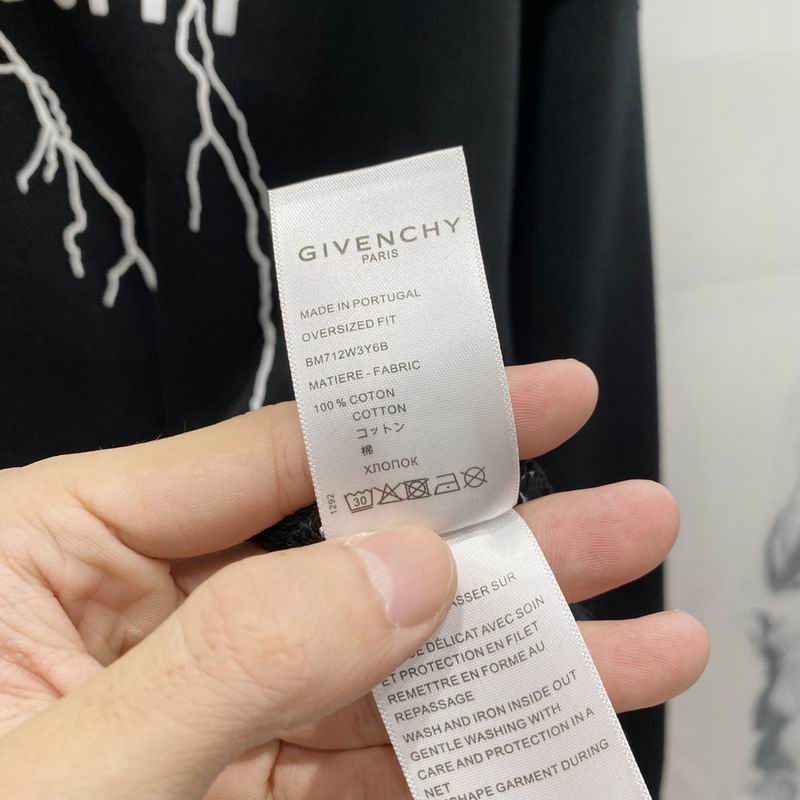 GIVENCHY
PARIS
MADE IN PORTUGAL
OVERSIZED FIT
BM712W3Y6B
MATIERE - FABRIC
100 % COTON
COTTON
コットン
棉
ХЛОПОК
1292
30
SUR
DÉLICAT AVEC SOIN
ET PROTECTION EN FILET
REMETTRE EN FORME AU
REPASSAGE
WASH AND IRON INSIDE OUT
GENTLE WASHING WITH
CARE AND PROTECTION IN A
NET
GARMENT DURING